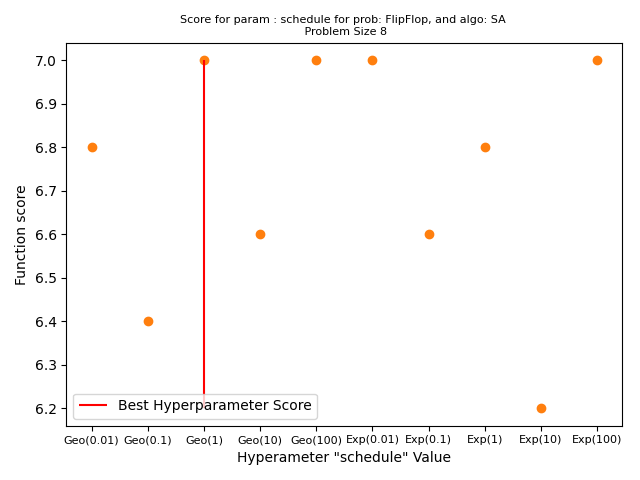 Score for param : schedule for prob: FlipFlop, and algo: SA
Problem Size 8
7.0
6.9
6.8
6.7
6.6
6.5
6.4
6.3
6.2
Function score
Best Hyperparameter Score
Geo(0.01) Geo(0.1) Geo(1) Geo(10) Geo(100) Exp(0.01) Exp(0.1) Exp(1) Exp(10) Exp(100)
Hyperameter "schedule" Value